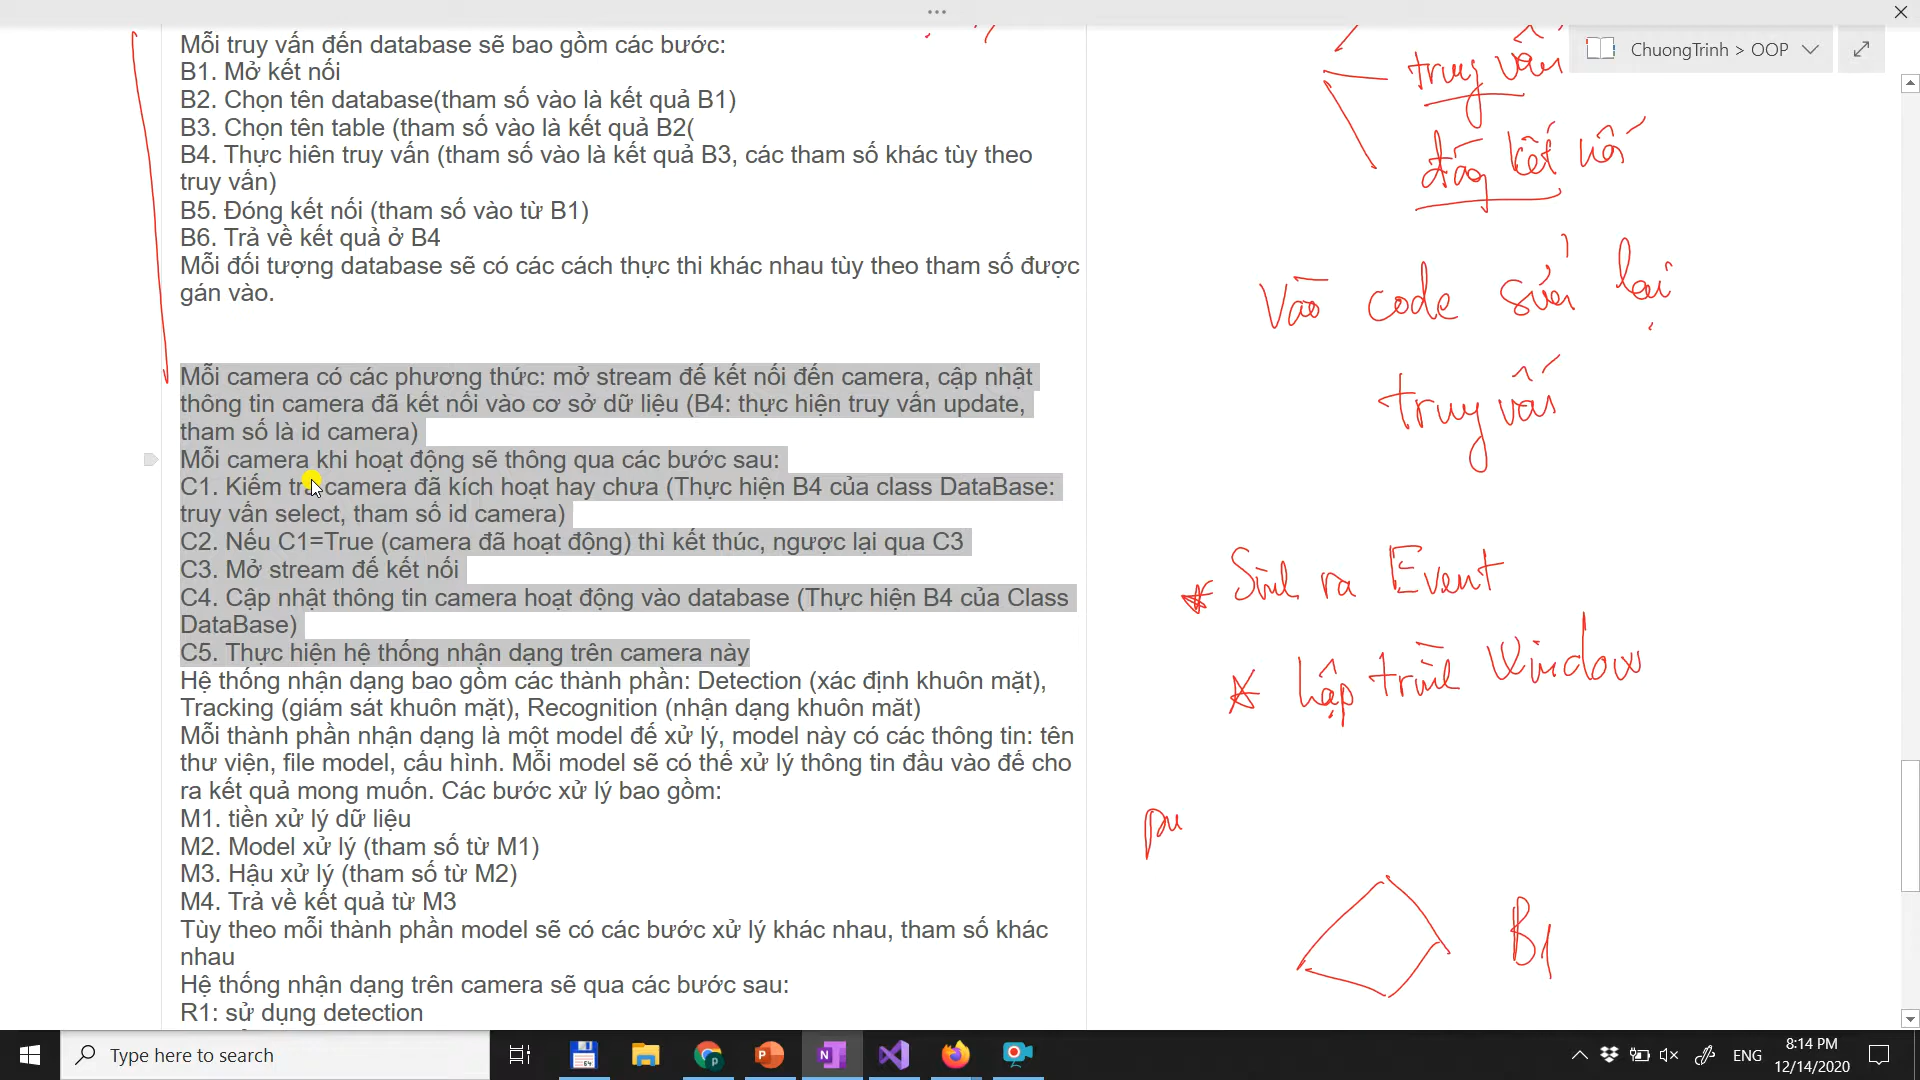 ChuongTrinh > OOP
Mỗi truy vấn đến database sẽ bao gồm các bước:
B1. Mở kết nối
B2. Chọn tên database(tham số vào là kết quả B1)
B3. Chọn tên table (tham số vào là kết quả B2(
B4. Thực hiên truy vấn (tham số vào là kết quả B3, các tham số khác tùy theo
truy vấn)
B5. Đóng kết nối (tham số vào từ B1)
B6. Trả về kết quả ở B4
Mỗi đối tượng database sẽ có các cách thực thi khác nhau tùy theo tham số được
gán vào.
Mỗi camera có các phương thức: mở stream để kết nối đến camera, cập nhật
thông tin camera đã kết nối vào cơ sở dữ liệu (B4: thực hiện truy vấn update,
tham số là id camera)
Mỗi camera khi hoạt động sẽ thông qua các bước sau:
C1. Kiểm tra camera đã kích hoạt hay chưa (Thực hiện B4 của class DataBase:
truy vấn select, tham số id camera)
C2. Nếu C1=True (camera đã hoạt động) thì kết thúc, ngược lại qua C3
C3. Mở stream để kết nối
C4. Cập nhật thông tin camera hoạt động vào database (Thực hiện B4 của Class
DataBase)
C5. Thực hiện hệ thống nhận dạng trên camera này
Hệ thống nhận dạng bao gồm các thành phần: Detection (xác định khuôn mặt),
Tracking (giám sát khuôn mặt), Recognition (nhận dạng khuôn măt)
Mỗi thành phần nhận dạng là một model để xử lý, model này có các thông tin: tên
thư viện, file model, cấu hình. Mỗi model sẽ có thể xử lý thông tin đầu vào để cho
ra kết quả mong muốn. Các bước xử lý bao gồm:
M1. tiền xử lý dữ liệu
M2. Model xử lý (tham số từ M1)
M3. Hậu xử lý (tham số từ M2)
M4. Trả về kết quả từ M3
Tùy theo mỗi thành phần model sẽ có các bước xử lý khác nhau, tham số khác
nhau
Hệ thống nhận dạng trên camera sẽ qua các bước sau:
R1: sử dụng detection
truy vấn
đóng kết nối
Vào code sửa lại
truy vấn
* Sinh ra Event
* lập trình Window
B1
Type here to search
ENG
8:14 PM
12/14/2020